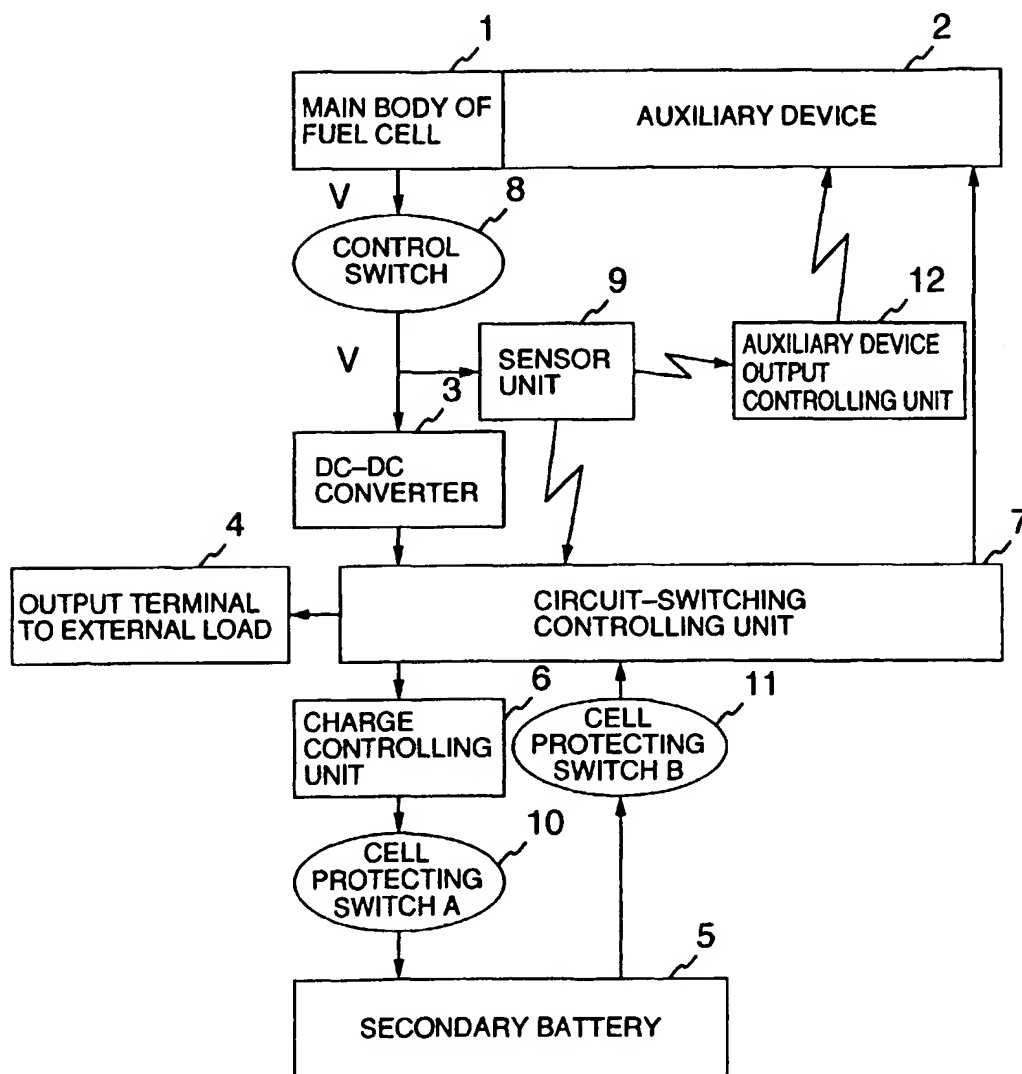 1
2
MAIN BODY OF
FUEL CELL
AUXILIARY DEVICE
V
8
CONTROL
SWITCH
9
12
V
SENSOR
UNIT
AUXILIARY DEVICE
OUTPUT
CONTROLLING UNIT
3
DC–DC
CONVERTER
4
7
OUTPUT TERMINAL
TO EXTERNAL LOAD
CIRCUIT–SWITCHING
CONTROLLING UNIT
6
11
CHARGE
CONTROLLING
UNIT
CELL
PROTECTING
SWITCH B
10
CELL
PROTECTING
SWITCH A
5
SECONDARY BATTERY